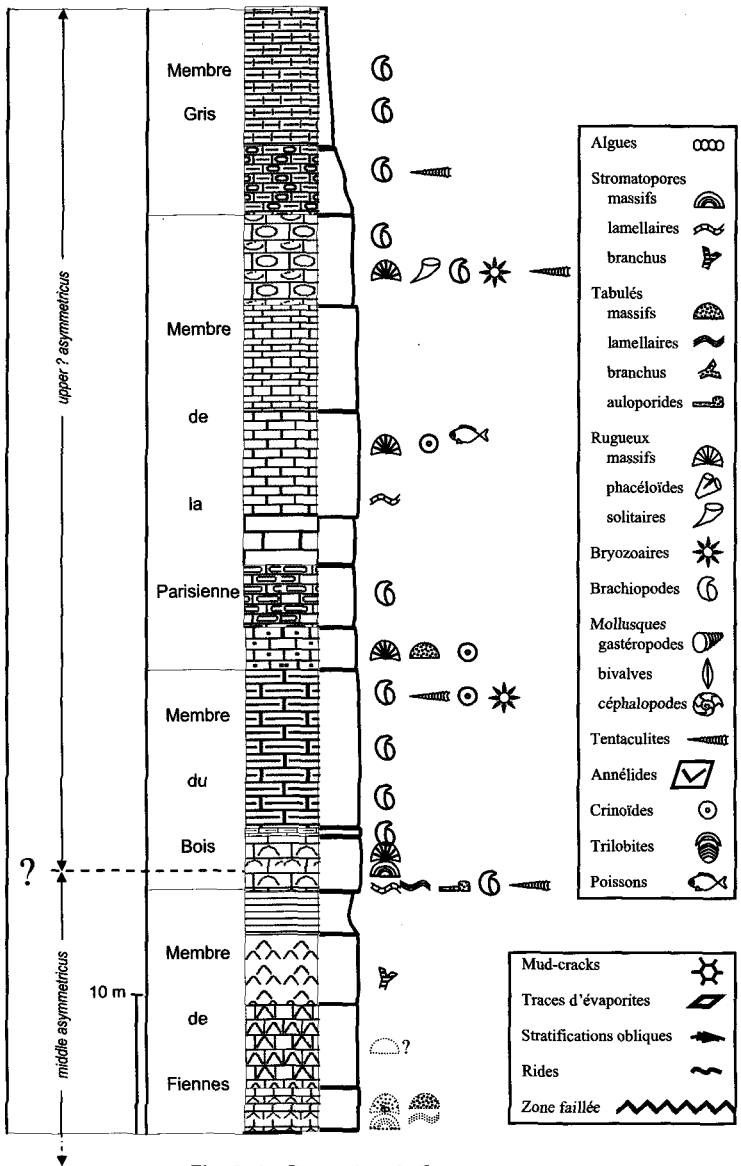 Membre
Gris
upper ? asymmetricus
Membre
de
la
Parisienne
Membre
du
Bois
?
Membre
10 m
de
?
middle asymmetricus
Fiennes
Algues
Stromatopores
massifs
lamellaires
branchus
Tabulés
massifs
lamellaires
branchus
auloporides
Rugueux
massifs
phacéloïdes
solitaires
Bryozoaires
Brachiopodes
Mollusques
gastéropodes
bivalves
céphalopodes
Tentaculites
Annélides
Crinoïdes
Trilobites
Poissons
Mud-cracks
Traces d'évaporites
Stratifications obliques
Rides
Zone faillée